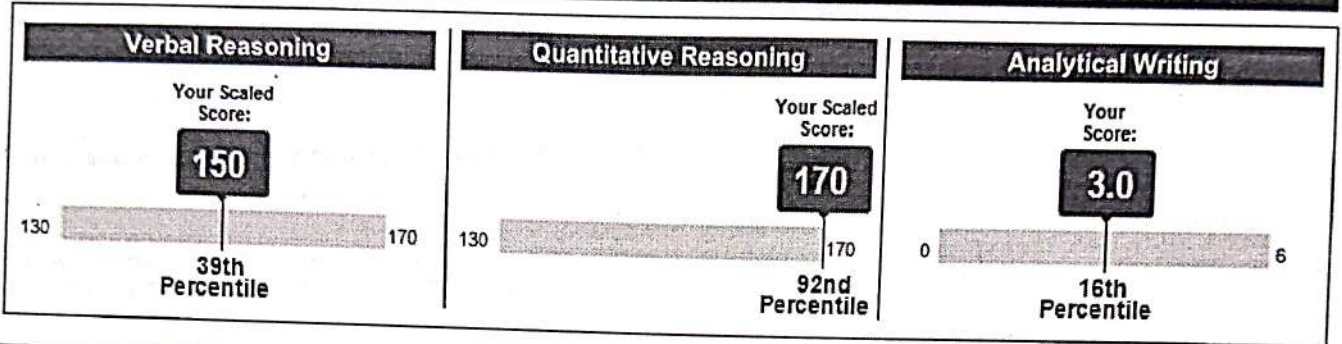 Verbal Reasoning
Your Scaled
Score:
150
130
170
39th
Percentile
Quantitative Reasoning
Your Scaled
Score:
170
130
170
92nd
Percentile
Analytical Writing
Your
Score:
3.0
0
6
16th
Percentile